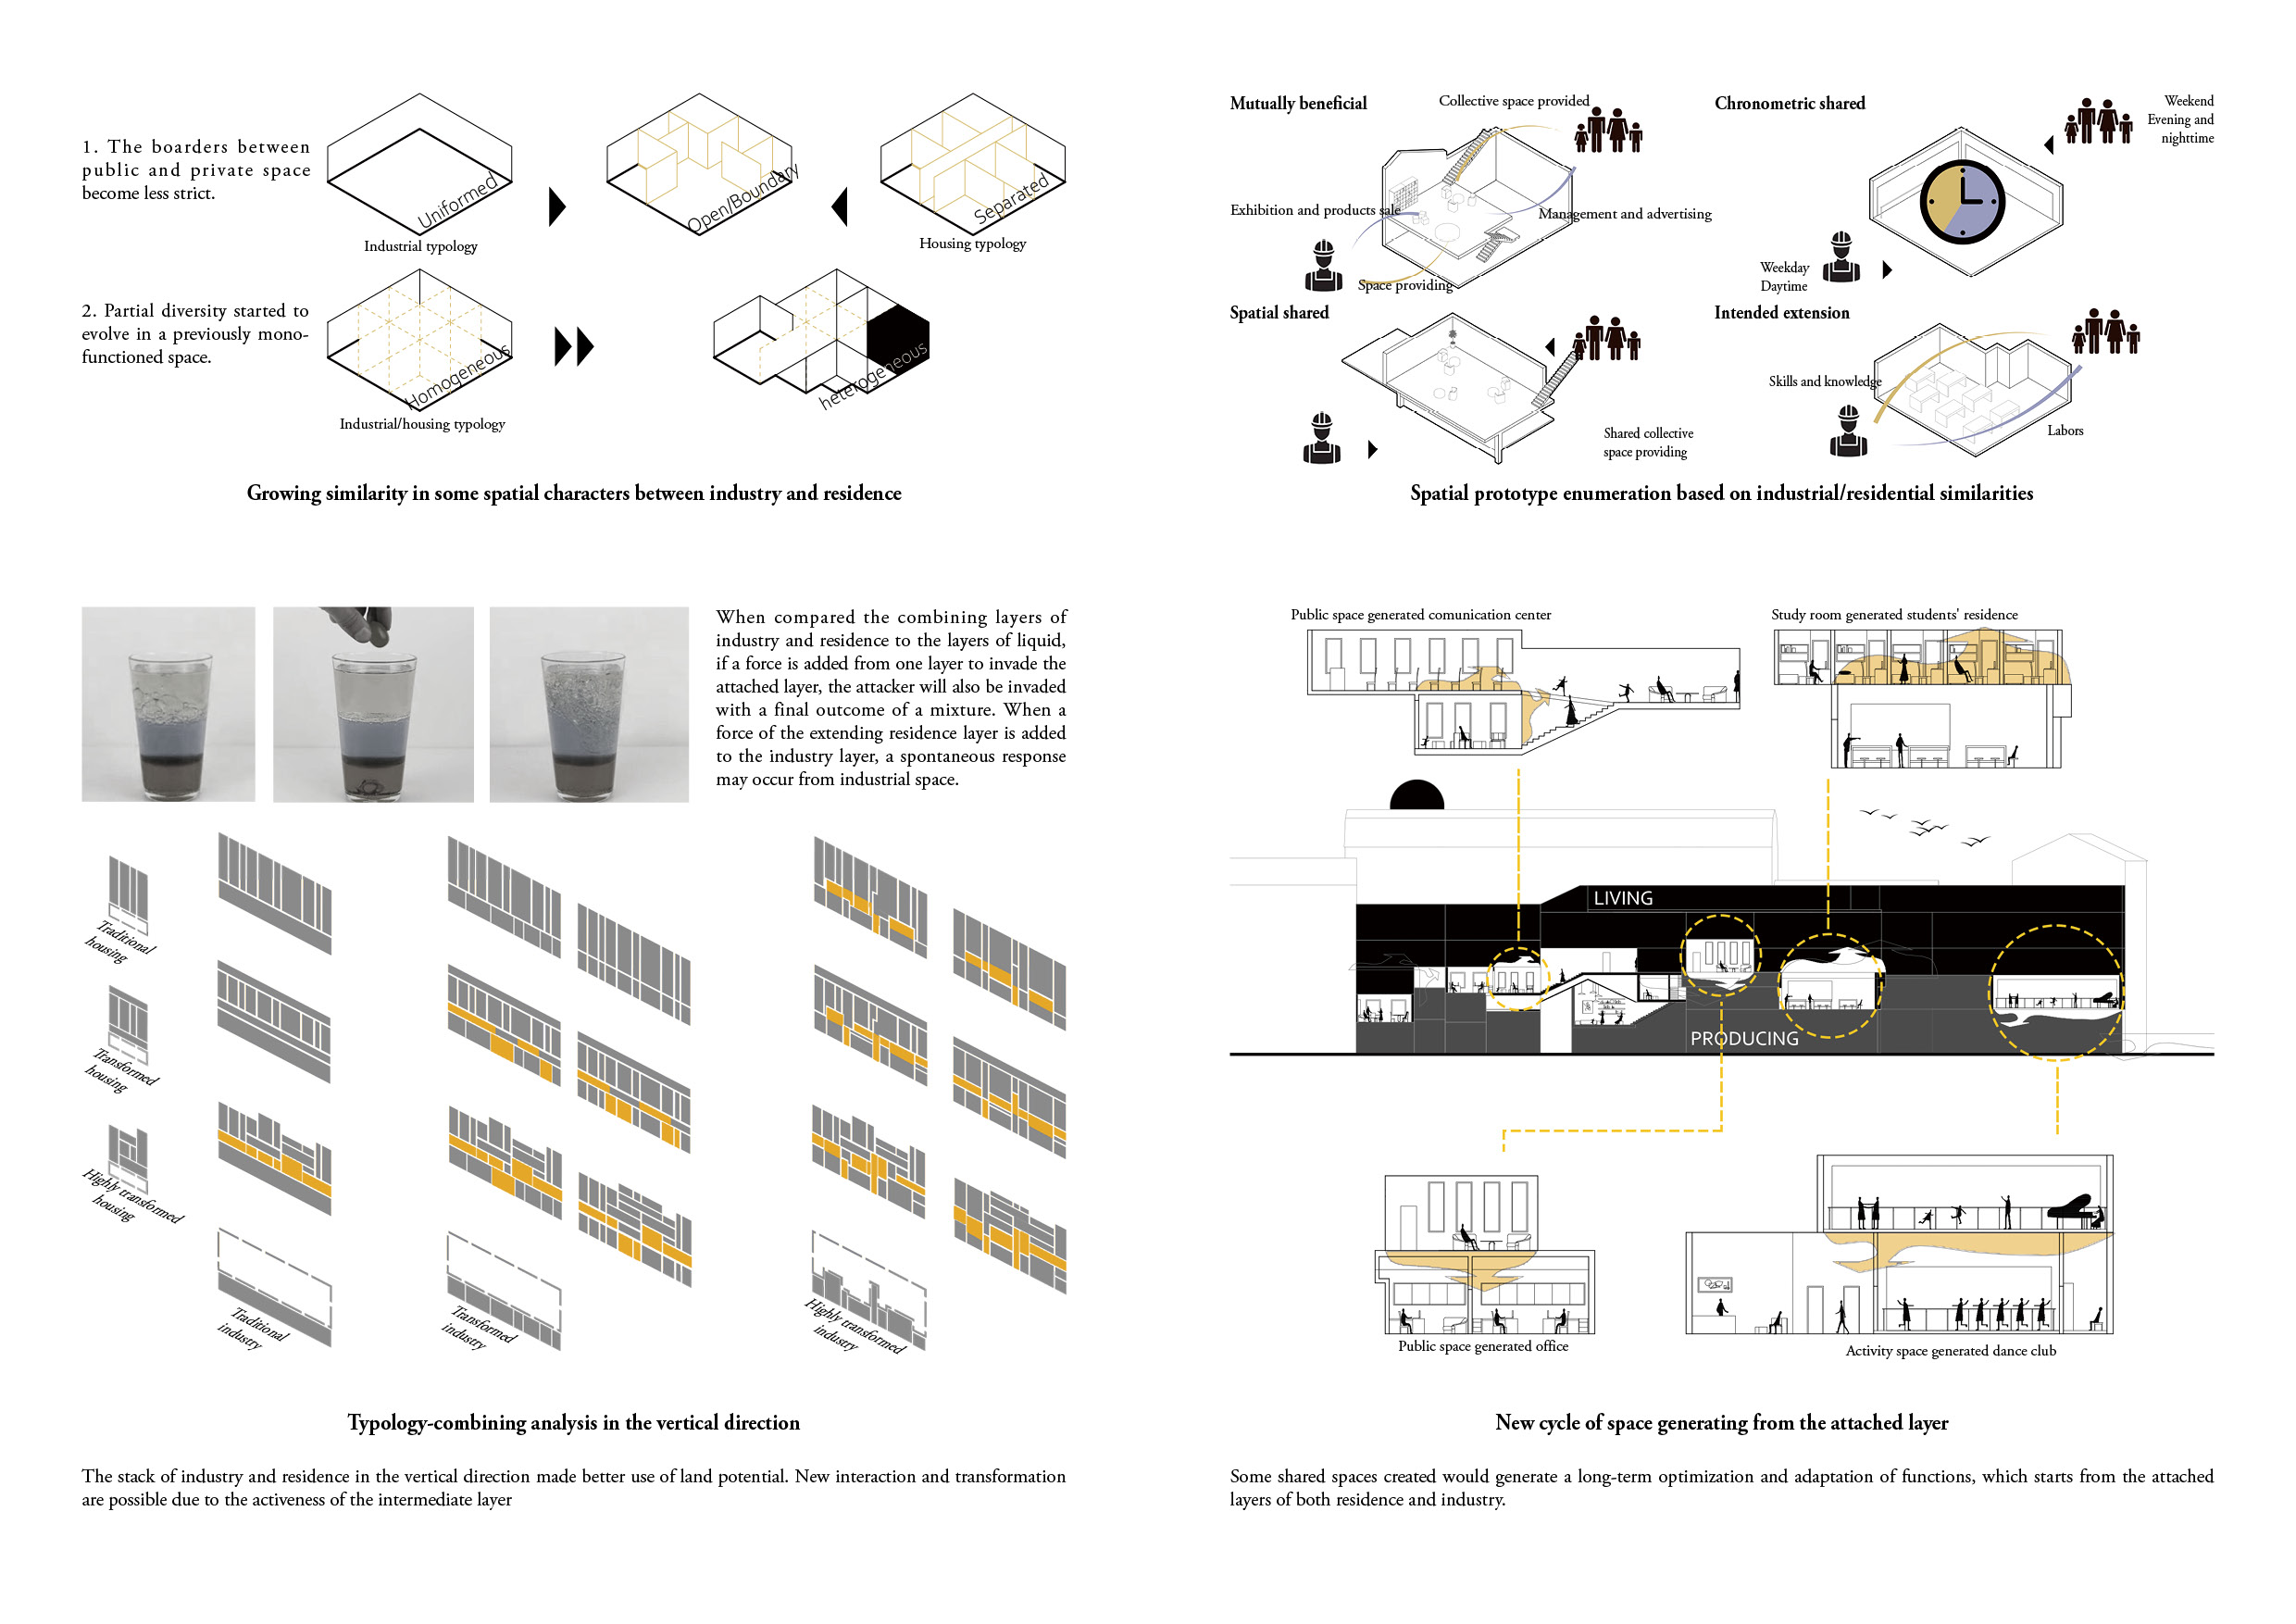 1. The boarders between
public and private space
become less strict.
Uniformed
Industrial typology
Open/Boundary
Separated
Housing typology
2. Partial diversity started to
evolve in a previously mono-
functioned space.
Homogeneous
Industrial/housing typology
heterogeneous
Growing similarity in some spatial characters between industry and residence
Mutually beneficial
Collective space provided
Exhibition and products sale
Management and advertising
Space providing
Chronometric shared
Weekend
Evening and
nighttime
Weekday
Daytime
Spatial shared
Shared collective
space providing
Intended extension
Skills and knowledge
Labors
Spatial prototype enumeration based on industrial/residential similarities
When compared the combining layers of
industry and residence to the layers of liquid,
if a force is added from one layer to invade the
attached layer, the attacker will also be invaded
with a final outcome of a mixture. When a
force of the extending residence layer is added
to the industry layer, a spontaneous response
may occur from industrial space.
Traditional
housing
Transformed
housing
Highly transformed
housing
Traditional
industry
Transformed
industry
Highly transformed
industry
Typology-combining analysis in the vertical direction
The stack of industry and residence in the vertical direction made better use of land potential. New interaction and transformation
are possible due to the activeness of the intermediate layer
Public space generated comunication center
Study room generated students' residence
LIVING
PRODUCING
Public space generated office
Activity space generated dance club
New cycle of space generating from the attached layer
Some shared spaces created would generate a long-term optimization and adaptation of functions, which starts from the attached
layers of both residence and industry.